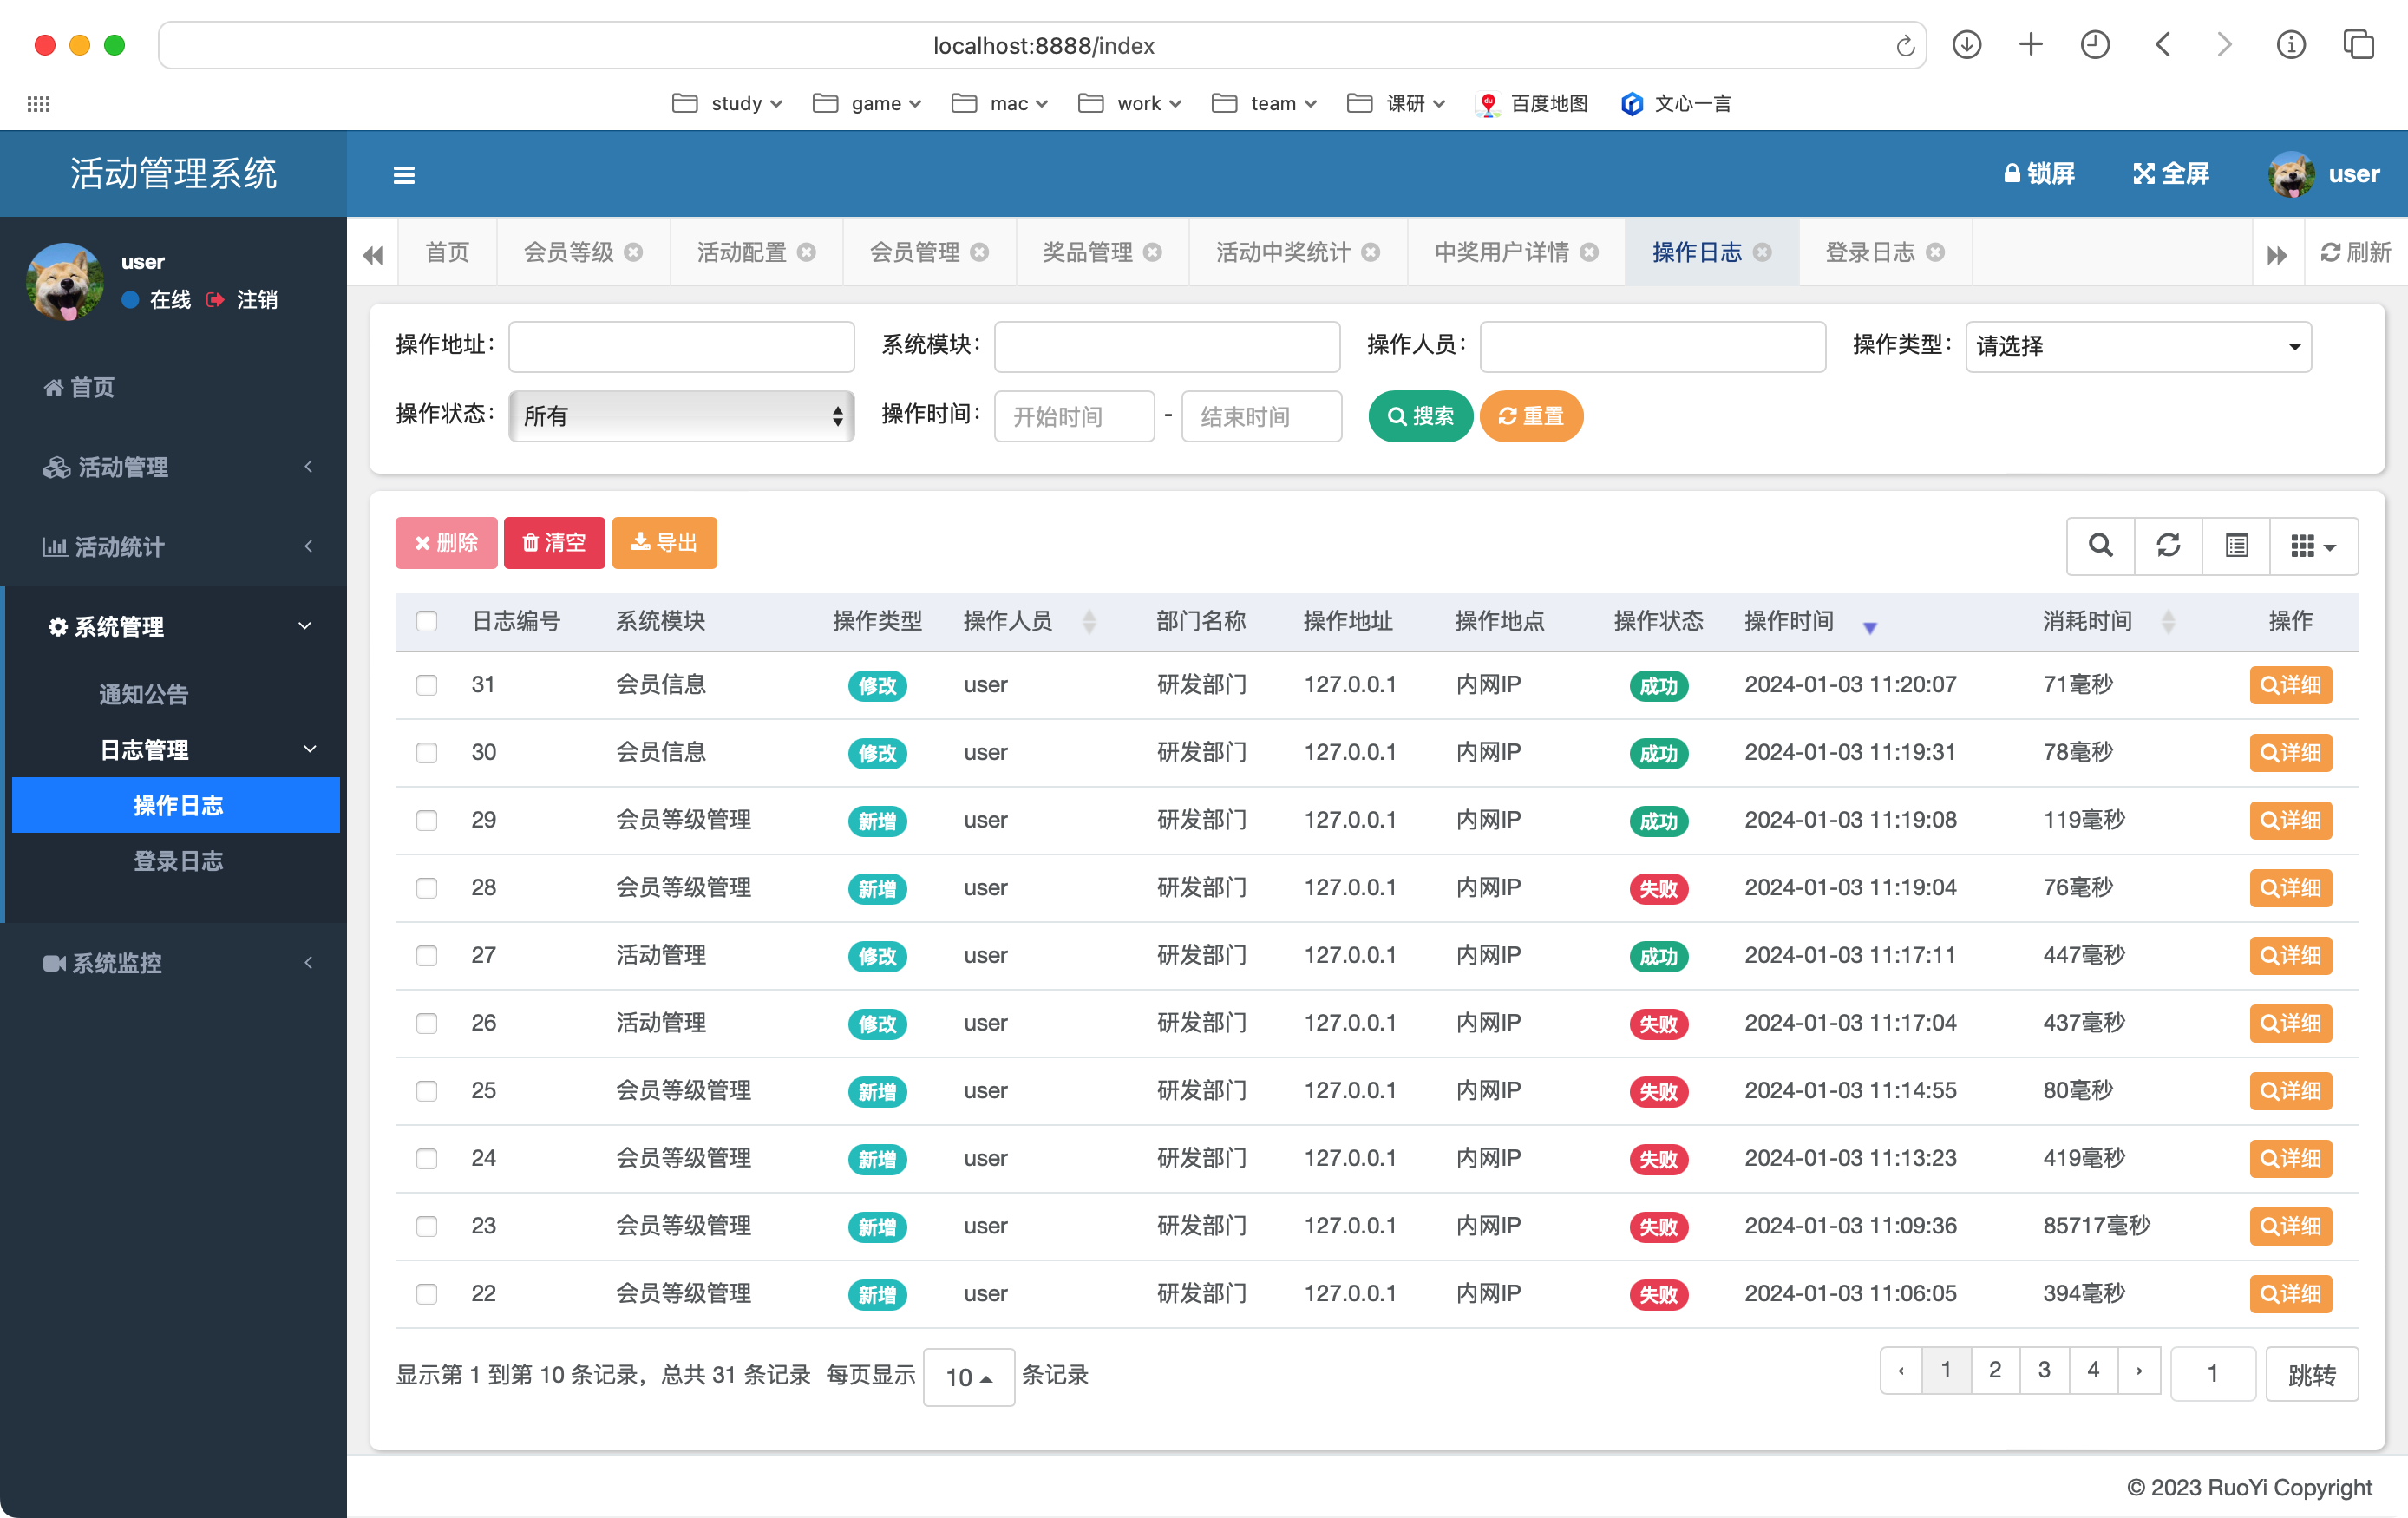 localhost:8888/index
study game mac work team 课研 百度地图 文心一言
活动管理系统 锁屏 全屏 user
user
在线 注销
首页 会员等级 活动配置 会员管理 奖品管理 活动中奖统计 中奖用户详情 操作日志 登录日志 刷新
首页
活动管理
活动统计
系统管理
通知公告
日志管理
操作日志
登录日志
系统监控
操作地址： 系统模块： 操作人员： 操作类型： 请选择
操作状态： 所有 操作时间： 开始时间 - 结束时间 搜索 重置
删除 清空 导出
日志编号 系统模块 操作类型 操作人员 部门名称 操作地址 操作地点 操作状态 操作时间 消耗时间 操作
31 会员信息 修改 user 研发部门 127.0.0.1 内网IP 成功 2024-01-03 11:20:07 71毫秒 详细
30 会员信息 修改 user 研发部门 127.0.0.1 内网IP 成功 2024-01-03 11:19:31 78毫秒 详细
29 会员等级管理 新增 user 研发部门 127.0.0.1 内网IP 成功 2024-01-03 11:19:08 119毫秒 详细
28 会员等级管理 新增 user 研发部门 127.0.0.1 内网IP 失败 2024-01-03 11:19:04 76毫秒 详细
27 活动管理 修改 user 研发部门 127.0.0.1 内网IP 成功 2024-01-03 11:17:11 447毫秒 详细
26 活动管理 修改 user 研发部门 127.0.0.1 内网IP 失败 2024-01-03 11:17:04 437毫秒 详细
25 会员等级管理 新增 user 研发部门 127.0.0.1 内网IP 失败 2024-01-03 11:14:55 80毫秒 详细
24 会员等级管理 新增 user 研发部门 127.0.0.1 内网IP 失败 2024-01-03 11:13:23 419毫秒 详细
23 会员等级管理 新增 user 研发部门 127.0.0.1 内网IP 失败 2024-01-03 11:09:36 85717毫秒 详细
22 会员等级管理 新增 user 研发部门 127.0.0.1 内网IP 失败 2024-01-03 11:06:05 394毫秒 详细
显示第 1 到第 10 条记录，总共 31 条记录 每页显示 10 条记录 ‹ 1 2 3 4 › 1 跳转
© 2023 RuoYi Copyright